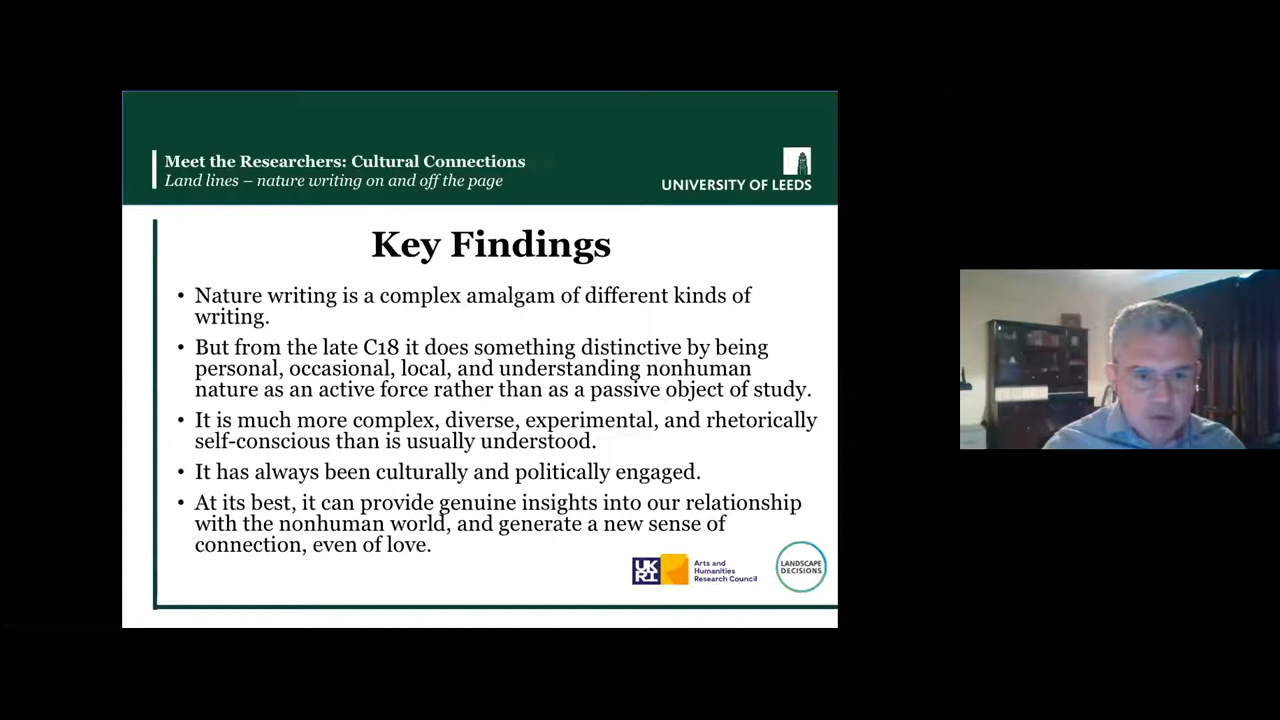 Meet the Researchers: Cultural Connections
Land lines – nature writing on and off the page
UNIVERSITY OF LEEDS
Key Findings
• Nature writing is a complex amalgam of different kinds of
writing.
• But from the late C18 it does something distinctive by being
personal, occasional, local, and understanding nonhuman
nature as an active force rather than as a passive object of study.
• It is much more complex, diverse, experimental, and rhetorically
self-conscious than is usually understood.
• It has always been culturally and politically engaged.
• At its best, it can provide genuine insights into our relationship
with the nonhuman world, and generate a new sense of
connection, even of love.
UKRI
Arts and
Humanities
Research Council
LANDSCAPE
DECISIONS